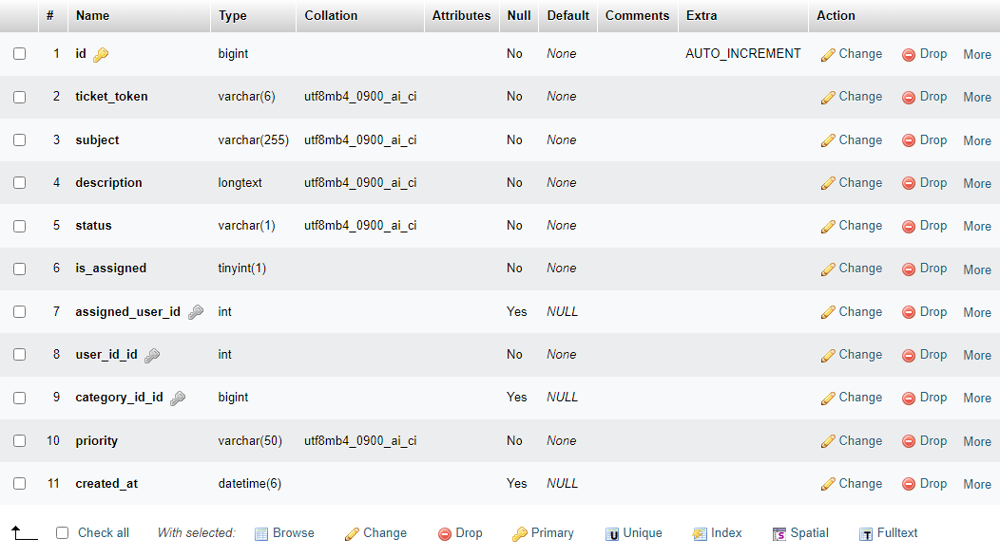 # Name Type Collation Attributes Null Default Comments Extra Action
1 id bigint No None AUTO_INCREMENT Change Drop More
2 ticket_token varchar(6) utf8mb4_0900_ai_ci No None Change Drop More
3 subject varchar(255) utf8mb4_0900_ai_ci No None Change Drop More
4 description longtext utf8mb4_0900_ai_ci No None Change Drop More
5 status varchar(1) utf8mb4_0900_ai_ci No None Change Drop More
6 is_assigned tinyint(1) No None Change Drop More
7 assigned_user_id int Yes NULL Change Drop More
8 user_id_id int No None Change Drop More
9 category_id_id bigint Yes NULL Change Drop More
10 priority varchar(50) utf8mb4_0900_ai_ci No None Change Drop More
11 created_at datetime(6) Yes NULL Change Drop More
Check all With selected: Browse Change Drop Primary U Unique Index S Spatial T Fulltext